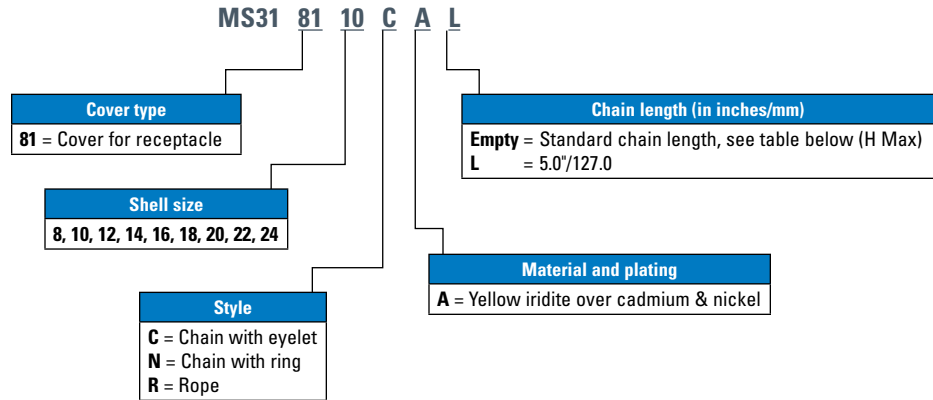 MS31 81 10 C A L
Cover type
81 = Cover for receptacle
Chain length (in inches/mm)
Empty = Standard chain length, see table below (H Max)
L = 5.0"/127.0
Shell size
8, 10, 12, 14, 16, 18, 20, 22, 24
Material and plating
A = Yellow iridite over cadmium & nickel
Style
C = Chain with eyelet
N = Chain with ring
R = Rope